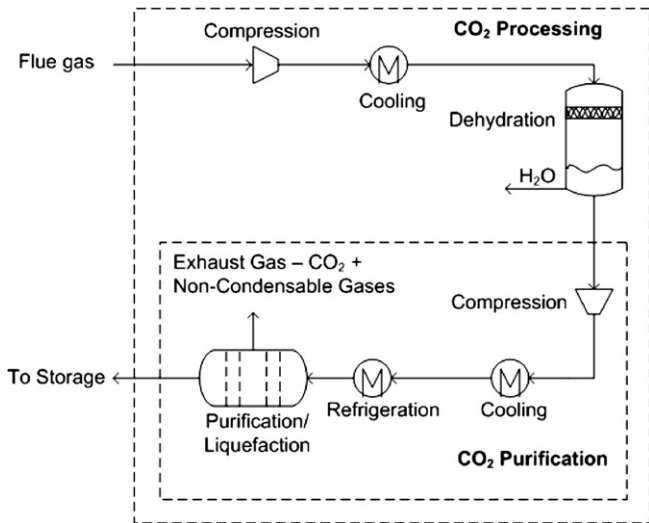 Compression
CO₂ Processing
Flue gas
Cooling
Dehydration
H₂O
Exhaust Gas – CO₂ +
Non-Condensable Gases
Compression
To Storage
Refrigeration
Cooling
Purification/
Liquefaction
CO₂ Purification